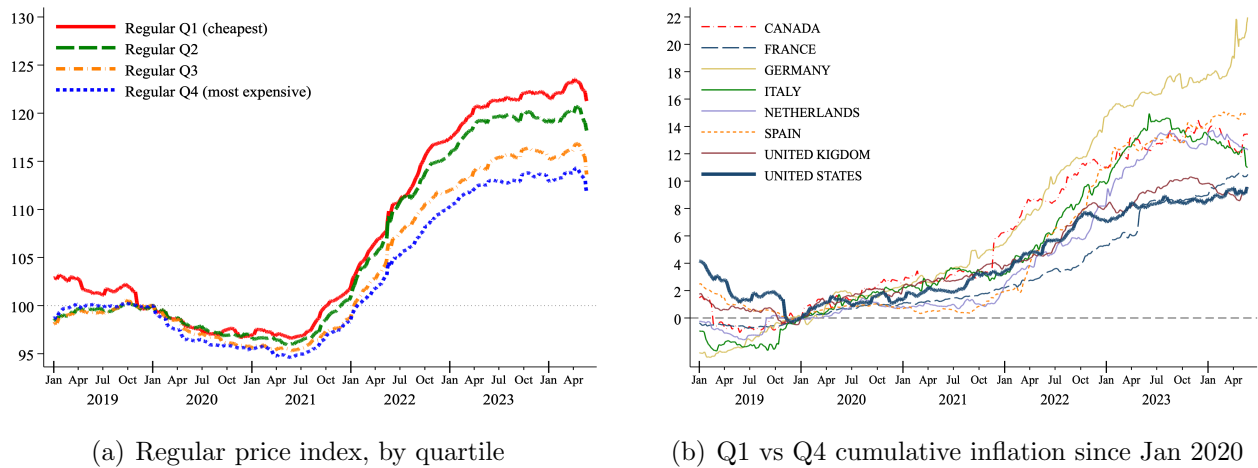 130
125
120
115
110
105
100
95
Regular Q1 (cheapest)
Regular Q2
Regular Q3
Regular Q4 (most expensive)
Jan Apr Jul Oct Jan Apr Jul Oct Jan Apr Jul Oct Jan Apr Jul Oct Jan Apr Jul Oct Jan Apr
2019 2020 2021 2022 2023
(a) Regular price index, by quartile
22
20
18
16
14
12
10
8
6
4
2
0
CANADA
FRANCE
GERMANY
ITALY
NETHERLANDS
SPAIN
UNITED KIGDOM
UNITED STATES
Jan Apr Jul Oct Jan Apr Jul Oct Jan Apr Jul Oct Jan Apr Jul Oct Jan Apr Jul Oct Jan Apr
2019 2020 2021 2022 2023
(b) Q1 vs Q4 cumulative inflation since Jan 2020